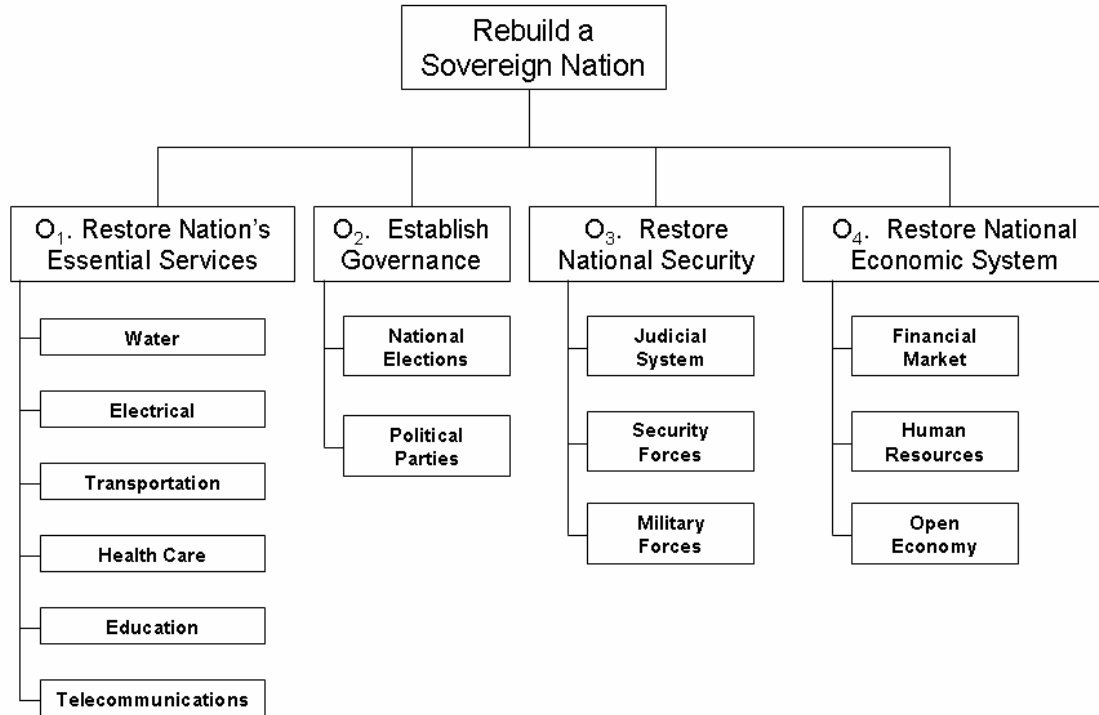 Rebuild a
Sovereign Nation
O₁. Restore Nation's
Essential Services
Water
Electrical
Transportation
Health Care
Education
Telecommunications
O₂. Establish
Governance
National
Elections
Political
Parties
O₃. Restore
National Security
Judicial
System
Security
Forces
Military
Forces
O₄. Restore National
Economic System
Financial
Market
Human
Resources
Open
Economy